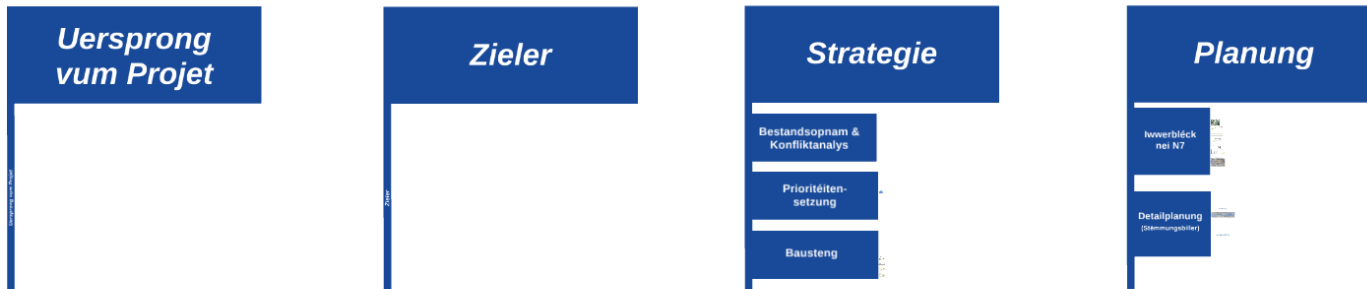 Uersprong
vum Projet
Zieler
Strategie
Planung
Uersprong vum Projet
Zieler
Bestandsopnam &
Konfliktanalys
Prioritéiten-
setzung
Bausteng
Iwwerbléck
nei N7
Detailplanung
(Stëmmungsbiller)